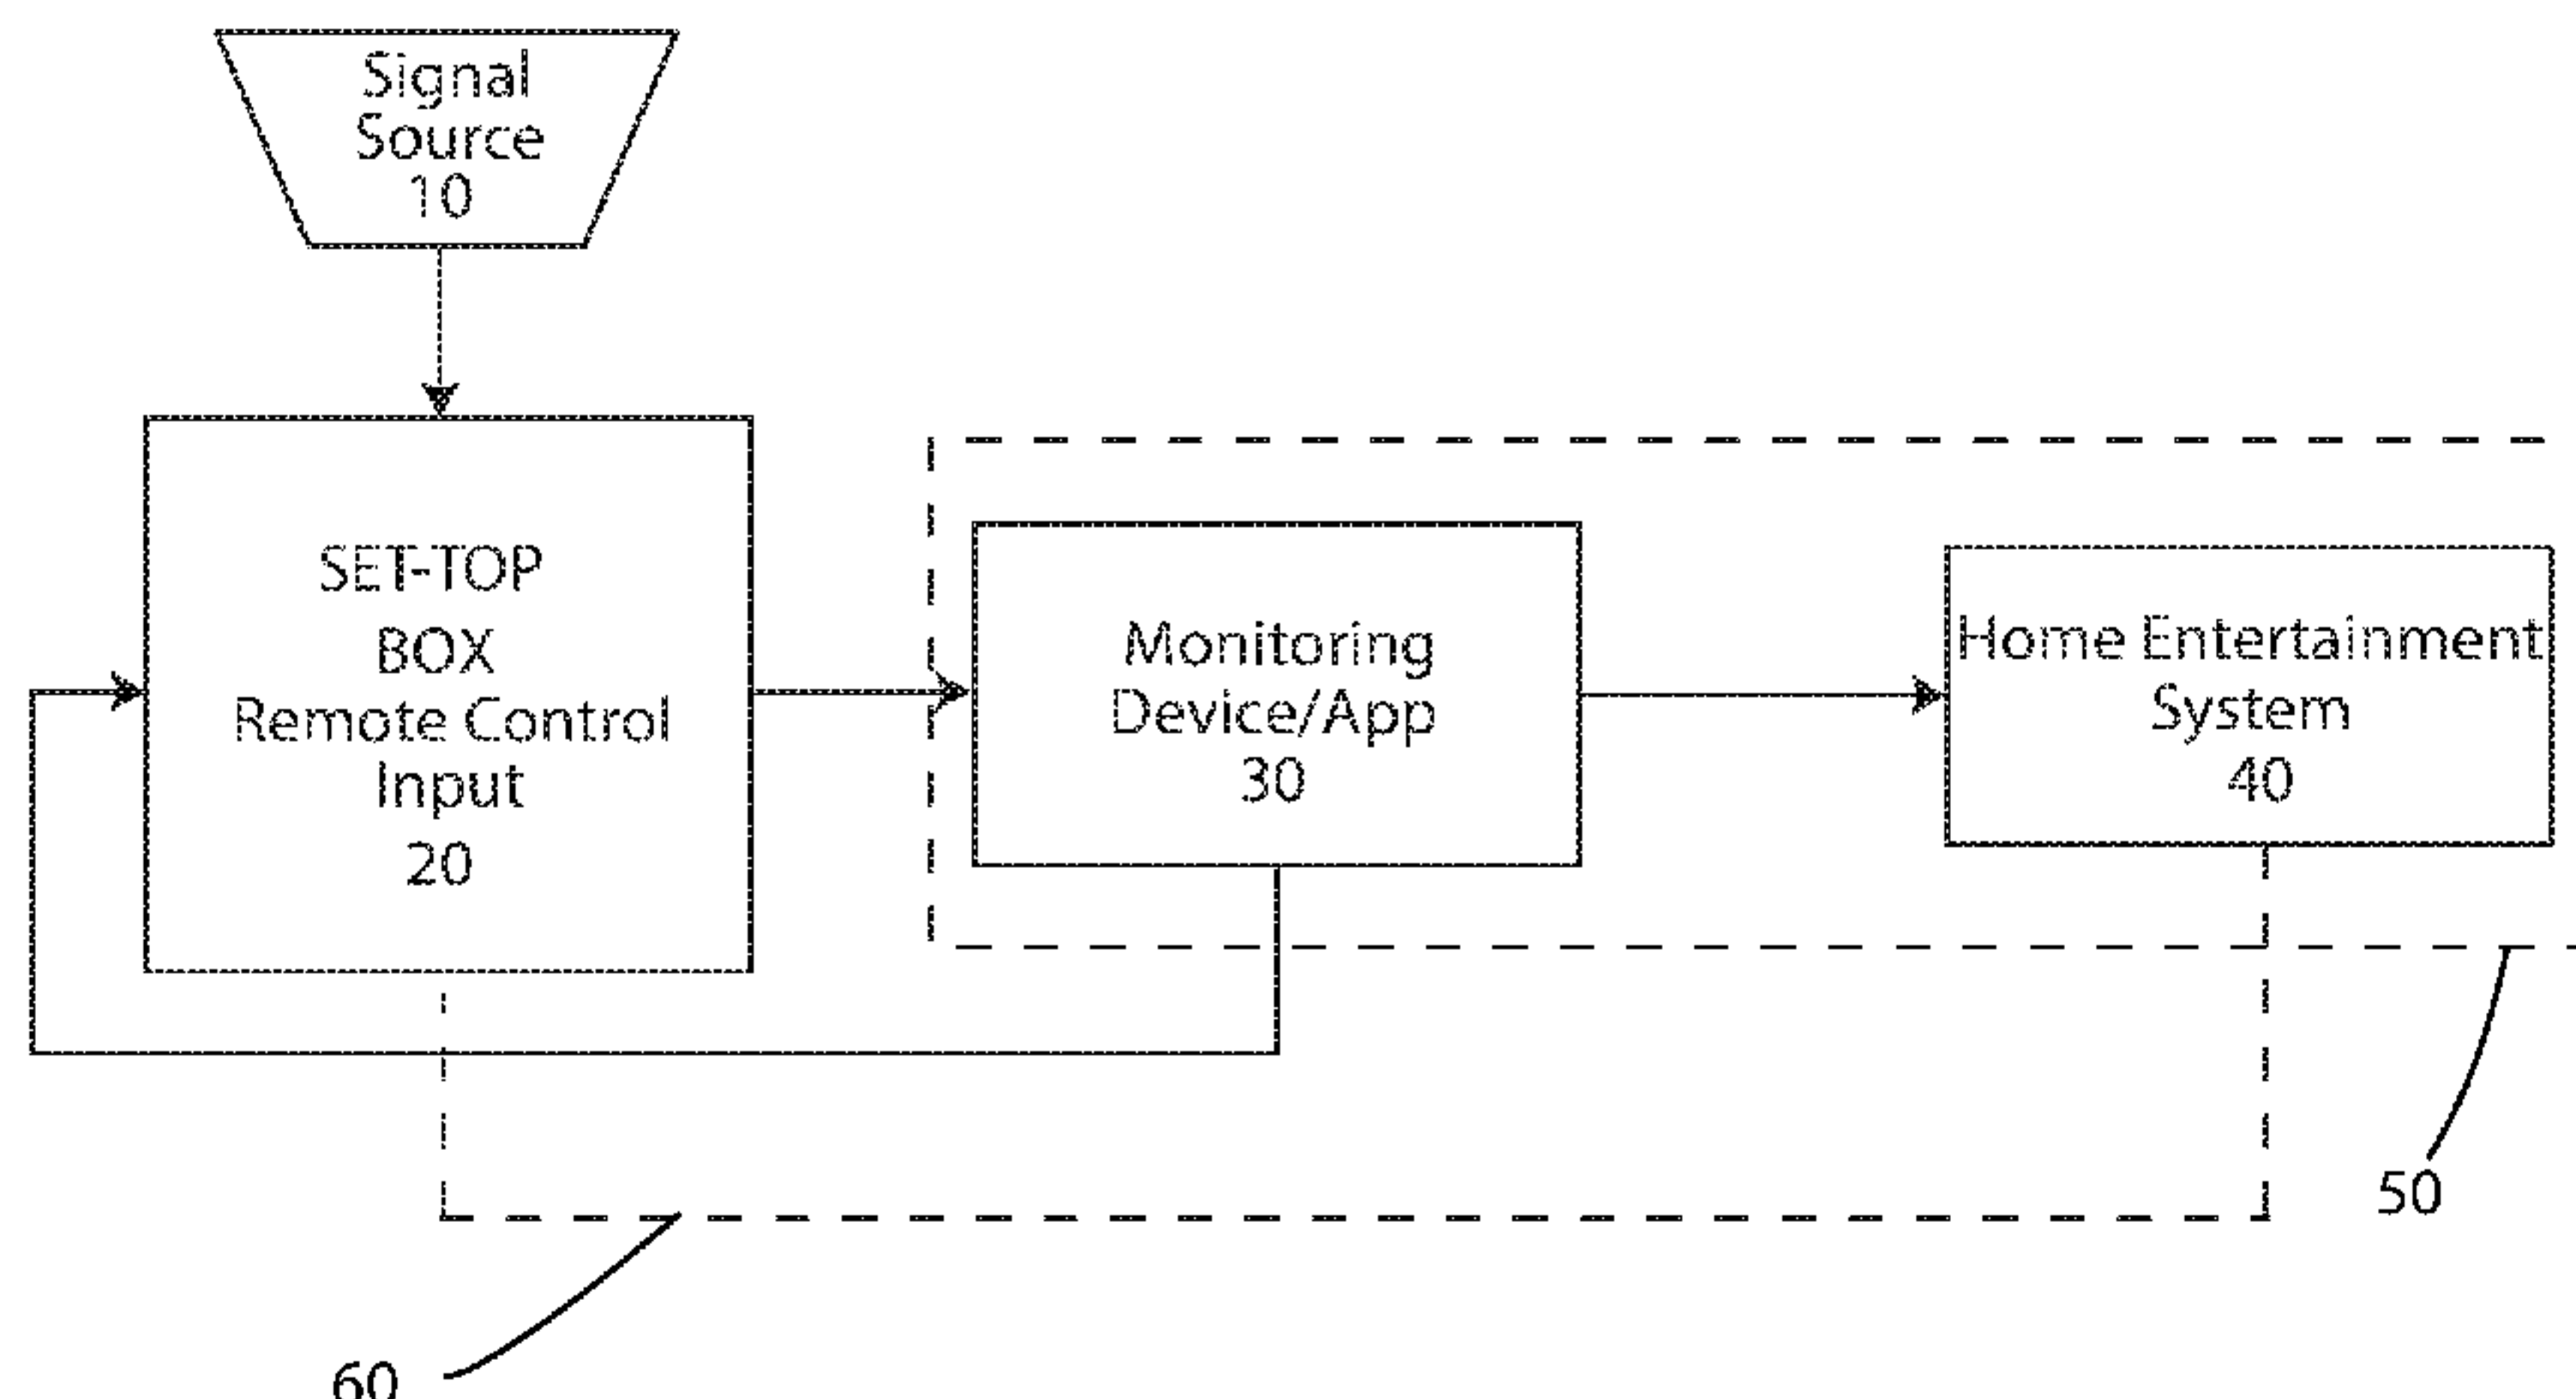 Signal
Source
10
SET-TOP
BOX
Remote Control
Input
20
Monitoring
Device/App
30
Home Entertainment
System
40
50
60